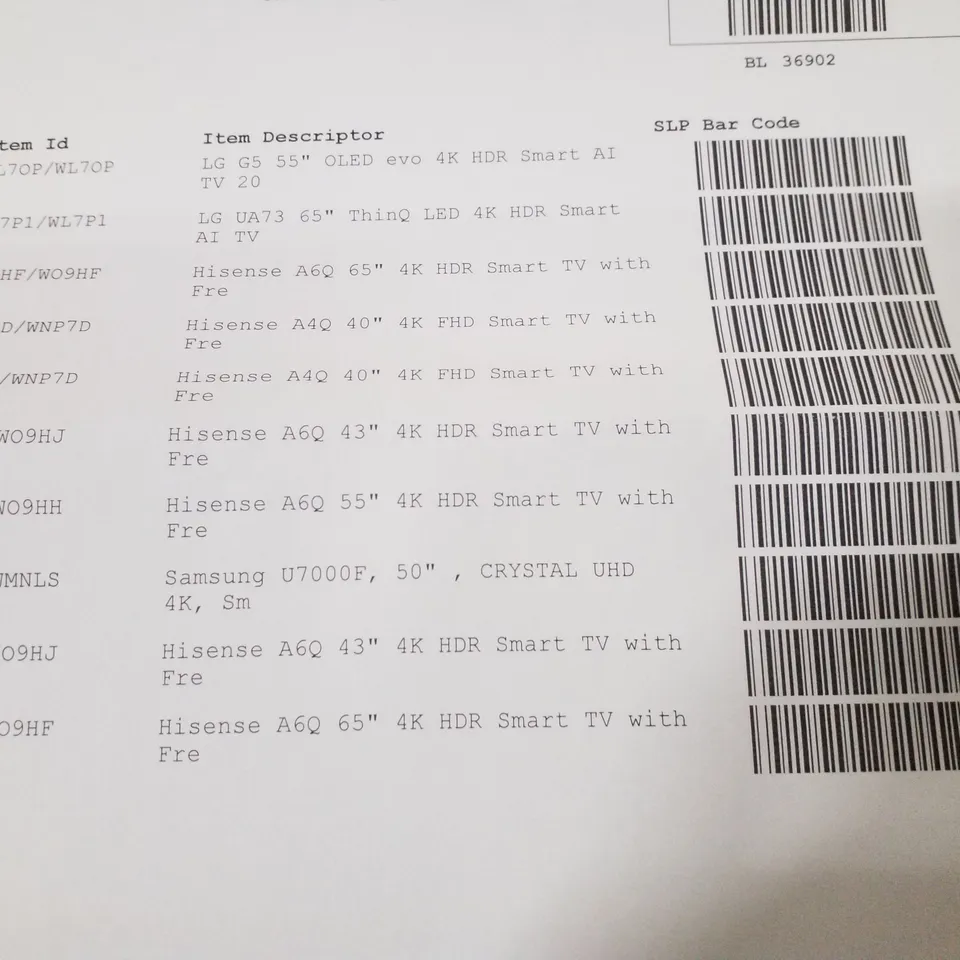 BL 36902
tem Id Item Descriptor SLP Bar Code
L7OP/WL7OP LG G5 55" OLED evo 4K HDR Smart AI
TV 20
7P1/WL7P1 LG UA73 65" ThinQ LED 4K HDR Smart
AI TV
HF/WO9HF Hisense A6Q 65" 4K HDR Smart TV with
Fre
D/WNP7D Hisense A4Q 40" 4K FHD Smart TV with
Fre
/WNP7D Hisense A4Q 40" 4K FHD Smart TV with
Fre
WO9HJ Hisense A6Q 43" 4K HDR Smart TV with
Fre
WO9HH Hisense A6Q 55" 4K HDR Smart TV with
Fre
WMNLS Samsung U7000F, 50" , CRYSTAL UHD
4K, Sm
O9HJ Hisense A6Q 43" 4K HDR Smart TV with
Fre
O9HF Hisense A6Q 65" 4K HDR Smart TV with
Fre